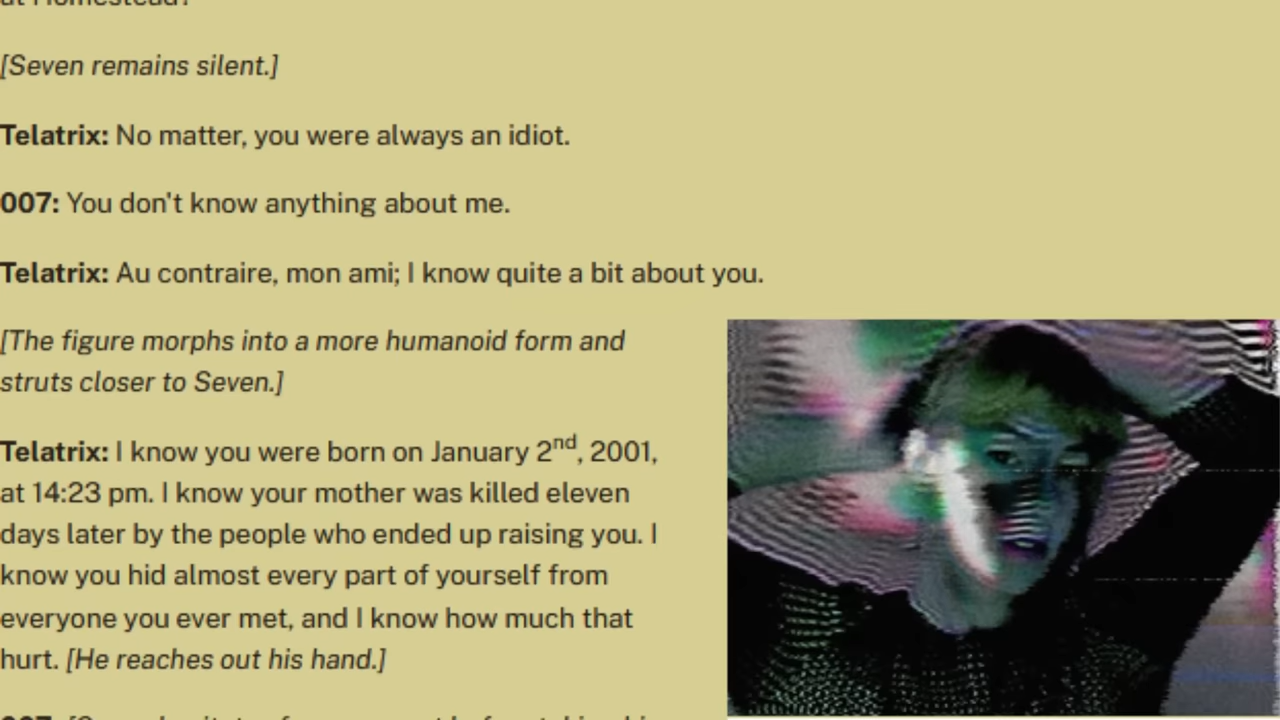 at Homestead?
[Seven remains silent.]
Telatrix: No matter, you were always an idiot.
007: You don't know anything about me.
Telatrix: Au contraire, mon ami; I know quite a bit about you.
[The figure morphs into a more humanoid form and
struts closer to Seven.]
Telatrix: I know you were born on January 2nd, 2001,
at 14:23 pm. I know your mother was killed eleven
days later by the people who ended up raising you. I
know you hid almost every part of yourself from
everyone you ever met, and I know how much that
hurt. [He reaches out his hand.]
007: